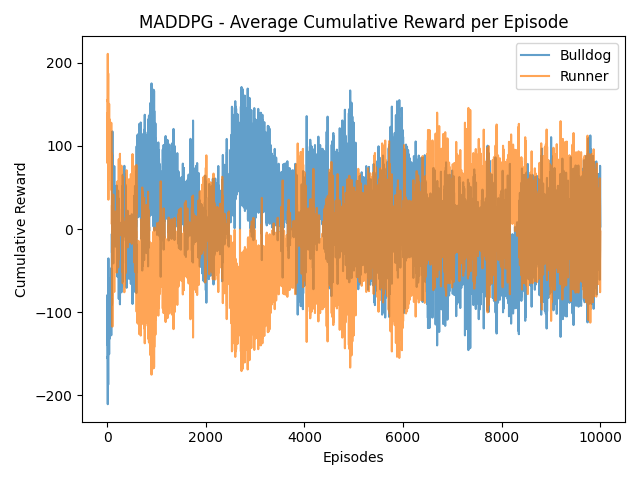 MADDPG - Average Cumulative Reward per Episode
Bulldog
Runner
Cumulative Reward
200
100
0
−100
−200
0 2000 4000 6000 8000 10000
Episodes